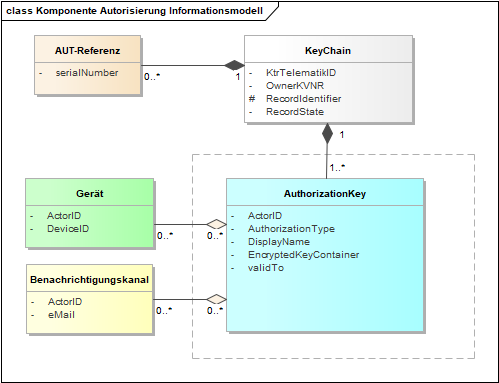 class Komponente Autorisierung Informationsmodell
AUT-Referenz
- serialNumber
0..*
1
KeyChain
- KtrTelematikID
- OwnerKVNR
# RecordIdentifier
- RecordState
1
1..*
Gerät
- ActorID
- DeviceID
0..*
0..*
AuthorizationKey
- ActorID
- AuthorizationType
- DisplayName
- EncryptedKeyContainer
- validTo
Benachrichtigungskanal
- ActorID
- eMail
0..*
0..*